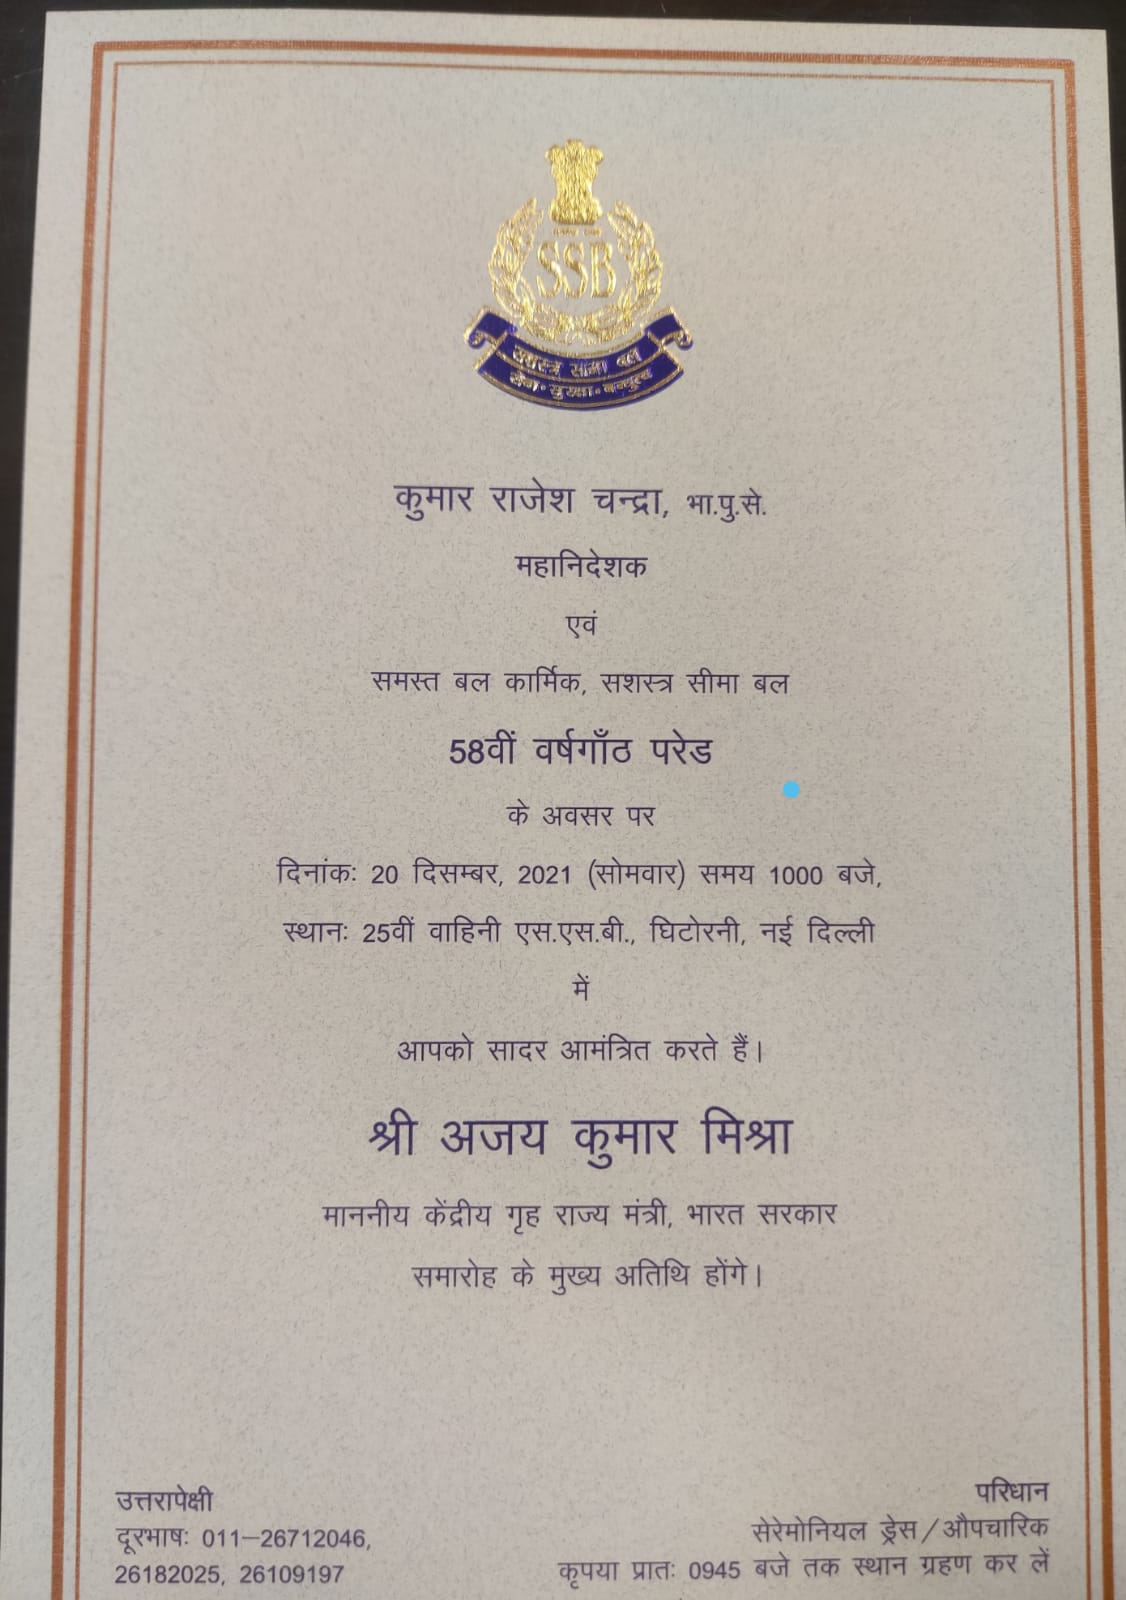 SSB
सशस्त्र सीमा बल
सेवा • सुरक्षा • बन्धुत्व
कुमार राजेश चन्द्रा, भा.पु.से.
महानिदेशक
एवं
समस्त बल कार्मिक, सशस्त्र सीमा बल
58वीं वर्षगाँठ परेड
के अवसर पर
दिनांकः 20 दिसम्बर, 2021 (सोमवार) समय 1000 बजे,
स्थानः 25वीं वाहिनी एस.एस.बी., घिटोरनी, नई दिल्ली
में
आपको सादर आमंत्रित करते हैं।
श्री अजय कुमार मिश्रा
माननीय केंद्रीय गृह राज्य मंत्री, भारत सरकार
समारोह के मुख्य अतिथि होंगे।
उत्तरापेक्षी
दूरभाषः 011–26712046,
26182025, 26109197
परिधान
सेरेमोनियल ड्रेस/औपचारिक
कृपया प्रातः 0945 बजे तक स्थान ग्रहण कर लें